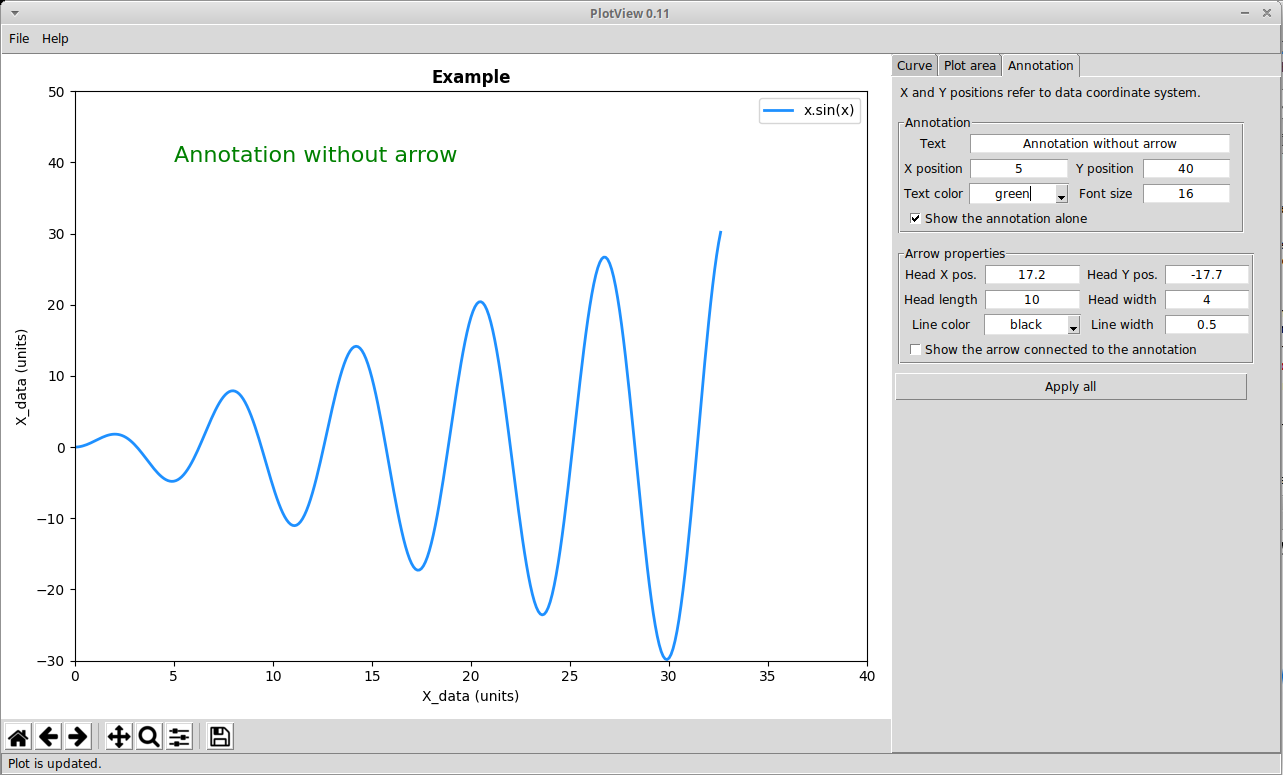 PlotView 0.11
File Help
Example
50
40
30
20
10
0
−10
−20
−30
X_data (units)
Annotation without arrow
x.sin(x)
0 5 10 15 20 25 30 35 40
X_data (units)
Curve Plot area Annotation
X and Y positions refer to data coordinate system.
Annotation
Text Annotation without arrow
X position 5 Y position 40
Text color green Font size 16
Show the annotation alone
Arrow properties
Head X pos. 17.2 Head Y pos. -17.7
Head length 10 Head width 4
Line color black Line width 0.5
Show the arrow connected to the annotation
Apply all
Plot is updated.